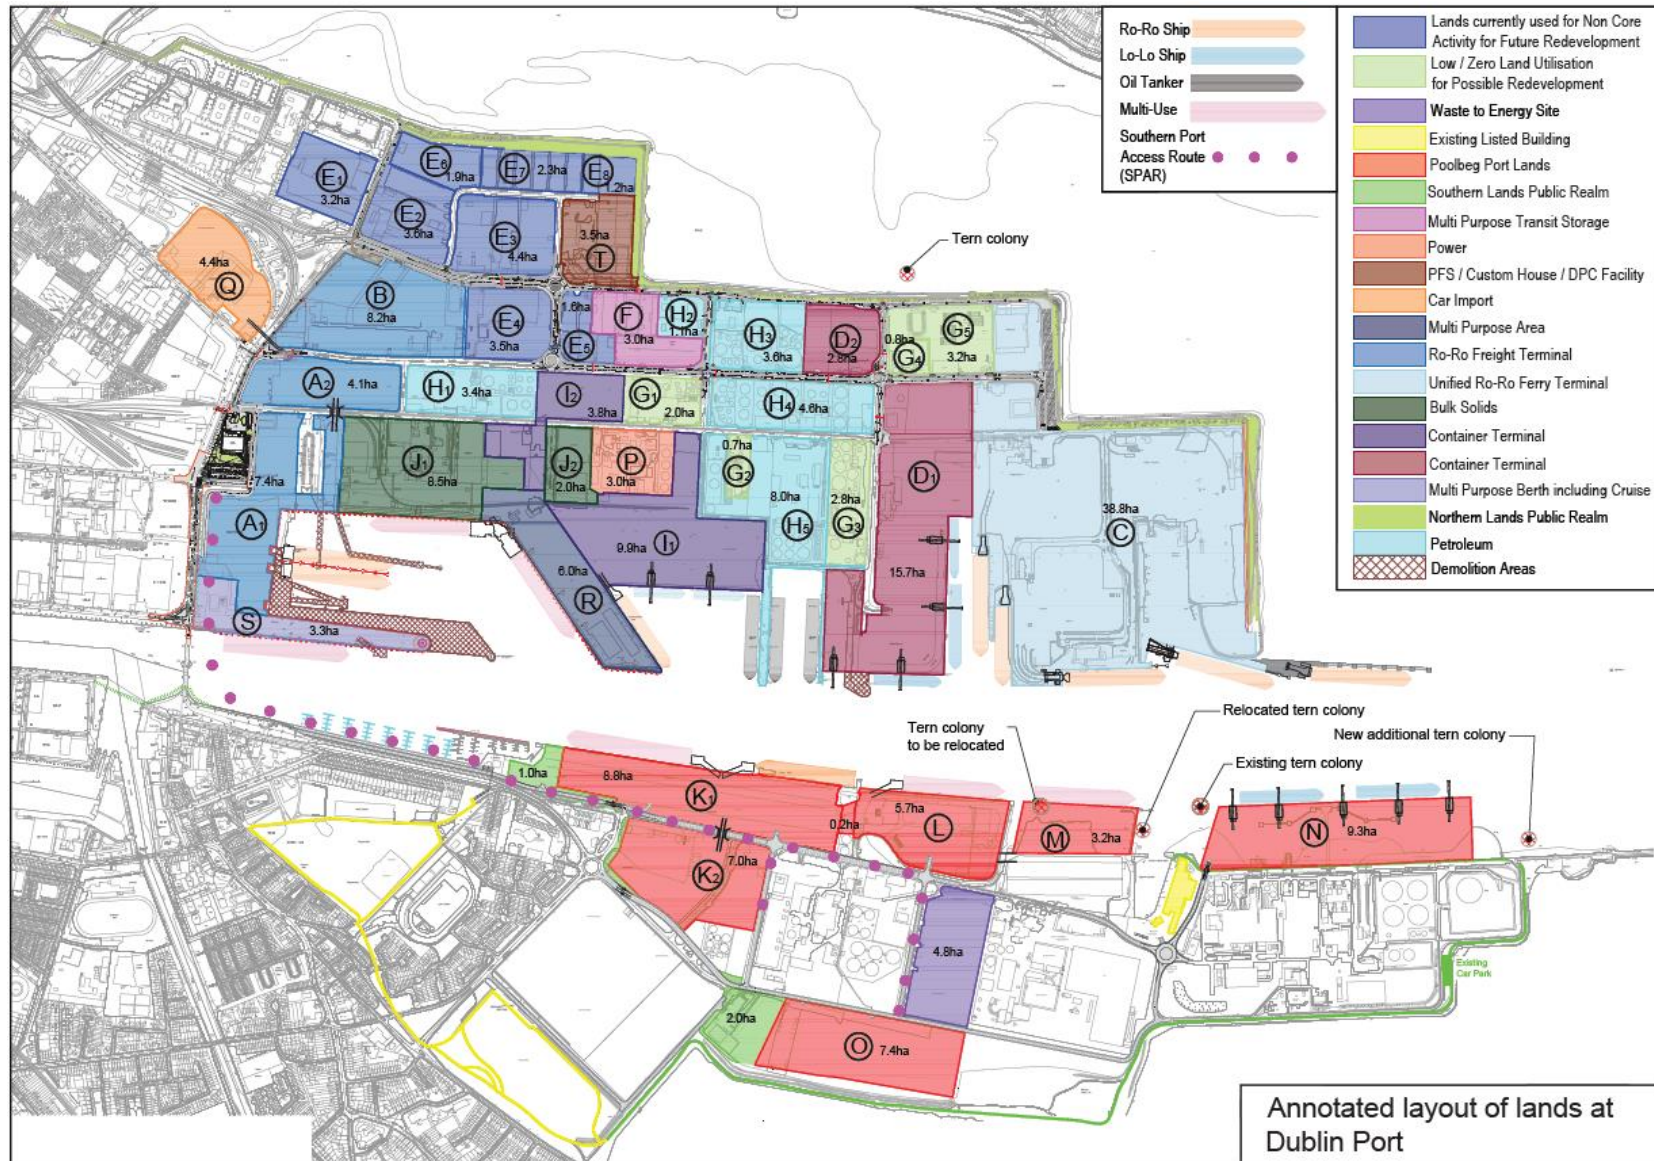 Ro-Ro Ship
Lo-Lo Ship
Oil Tanker
Multi-Use
Southern Port
Access Route
(SPAR)
Lands currently used for Non Core
Activity for Future Redevelopment
Low / Zero Land Utilisation
for Possible Redevelopment
Waste to Energy Site
Existing Listed Building
Poolbeg Port Lands
Southern Lands Public Realm
Multi Purpose Transit Storage
Power
PFS / Custom House / DPC Facility
Car Import
Multi Purpose Area
Ro-Ro Freight Terminal
Unified Ro-Ro Ferry Terminal
Bulk Solids
Container Terminal
Container Terminal
Multi Purpose Berth including Cruise
Northern Lands Public Realm
Petroleum
Demolition Areas
E1
3.2ha
E6
1.9ha
E7
2.3ha
E8
1.2ha
E2
3.6ha
E3
4.4ha
3.5ha
T
Tern colony
4.4ha
Q
B
8.2ha
E4
3.5ha
1.6ha
E5
F
3.0ha
H2
1.1ha
H3
3.6ha
D2
2.8ha
0.8ha
G4
G5
3.2ha
A2
4.1ha
H1
3.4ha
I2
3.8ha
G1
2.0ha
H4
4.6ha
7.4ha
A1
J1
8.5ha
J2
2.0ha
P
3.0ha
0.7ha
G2
8.0ha
H5
2.8ha
G3
D1
15.7ha
38.8ha
C
9.9ha
I1
6.0ha
R
S
3.3ha
Tern colony
to be relocated
Relocated tern colony
New additional tern colony
Existing tern colony
1.0ha
8.8ha
K1
0.2ha
5.7ha
L
M
3.2ha
N
9.3ha
7.0ha
K2
4.8ha
2.0ha
O
7.4ha
Existing
Car Park
Annotated layout of lands at
Dublin Port